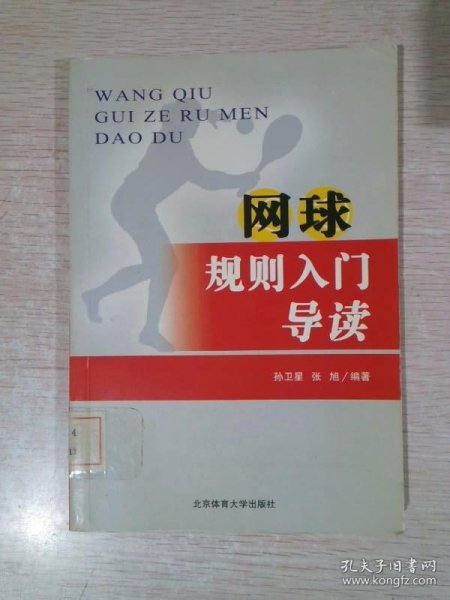 WANG QIU
GUI ZE RU MEN
DAO DU
网球
规则入门
导读
孙卫星 张 旭/编著
4
13
北京体育大学出版社
孔夫子旧书网
www.kongfz.com